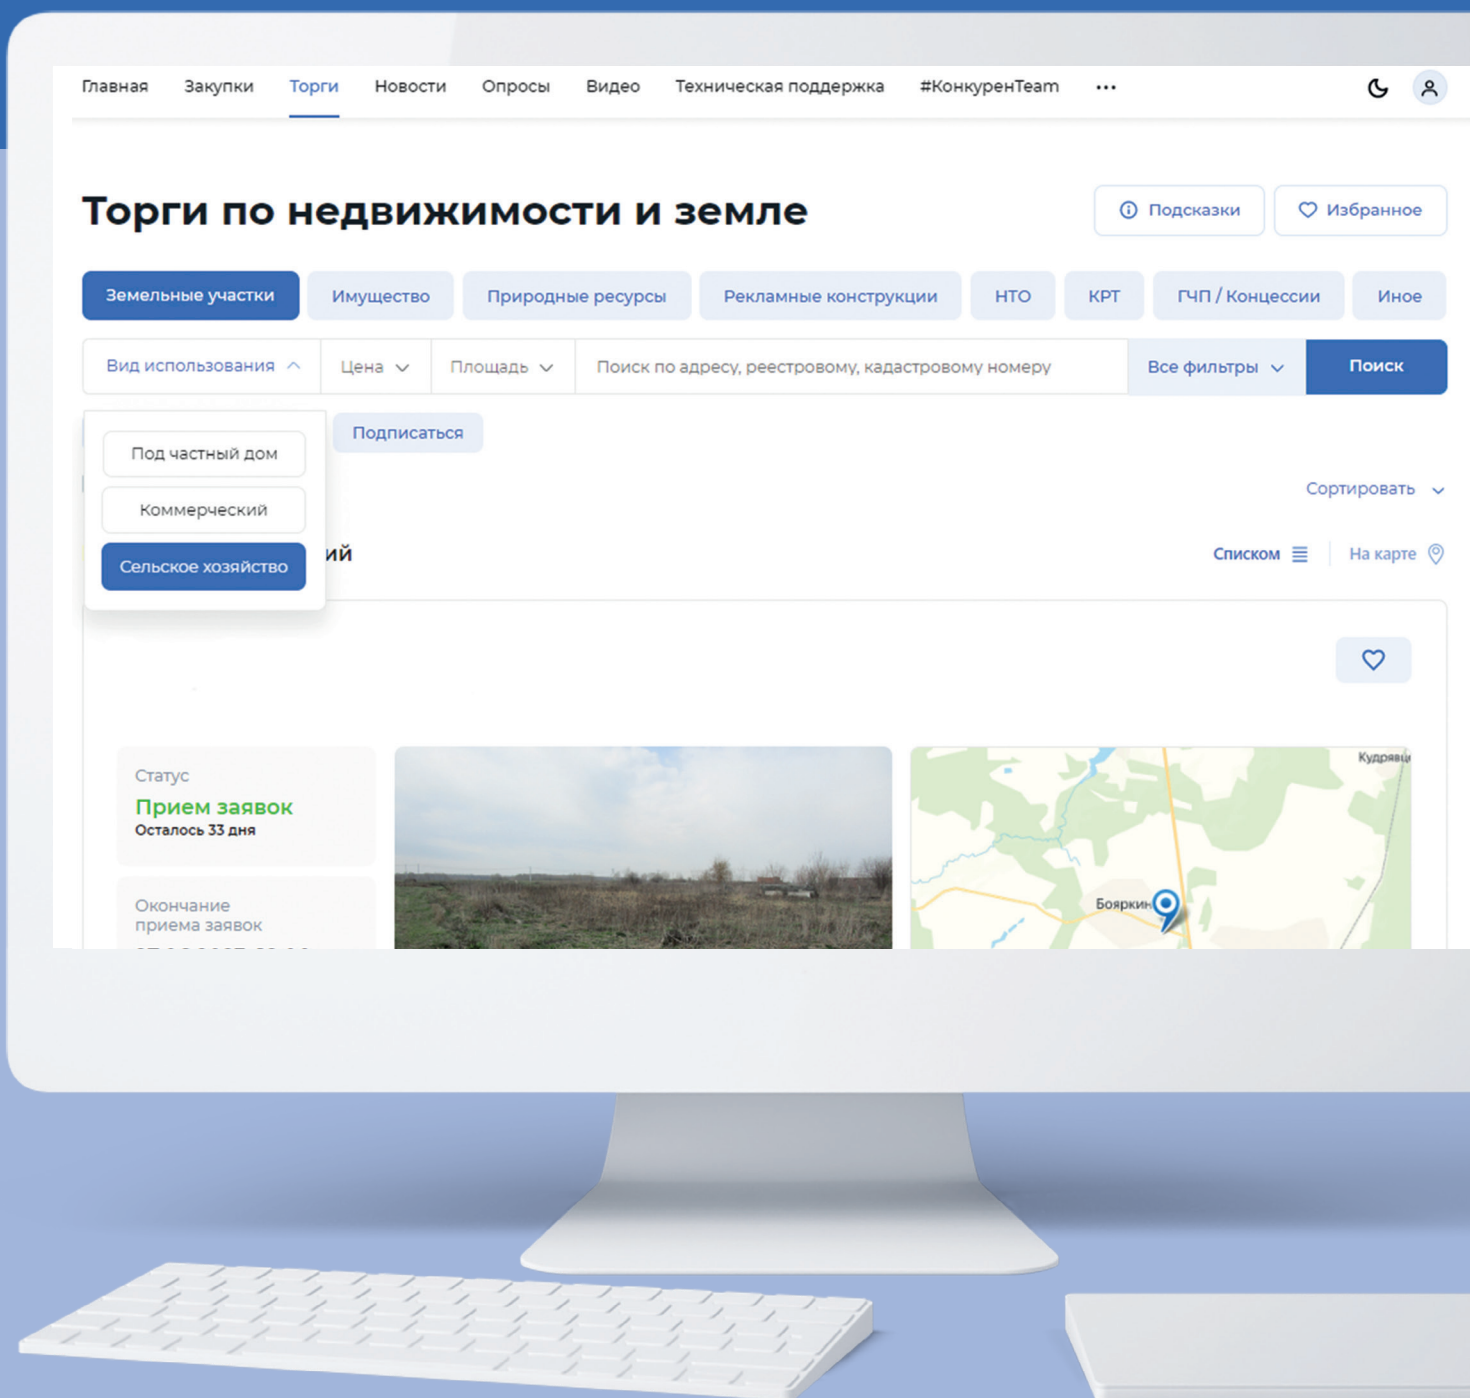 Главная Закупки Торги Новости Опросы Видео Техническая поддержка #КонкуренTeam ...
Торги по недвижимости и земле
Подсказки Избранное
Земельные участки Имущество Природные ресурсы Рекламные конструкции НТО КРТ ГЧП / Концессии Иное
Вид использования Цена Площадь Поиск по адресу, реестровому, кадастровому номеру Все фильтры Поиск
Подписаться
Под частный дом
Сортировать
Коммерческий
ий
Списком На карте
Сельское хозяйство
Статус
Прием заявок
Осталось 33 дня
Окончание
приема заявок
Кудрявц
Бояркин